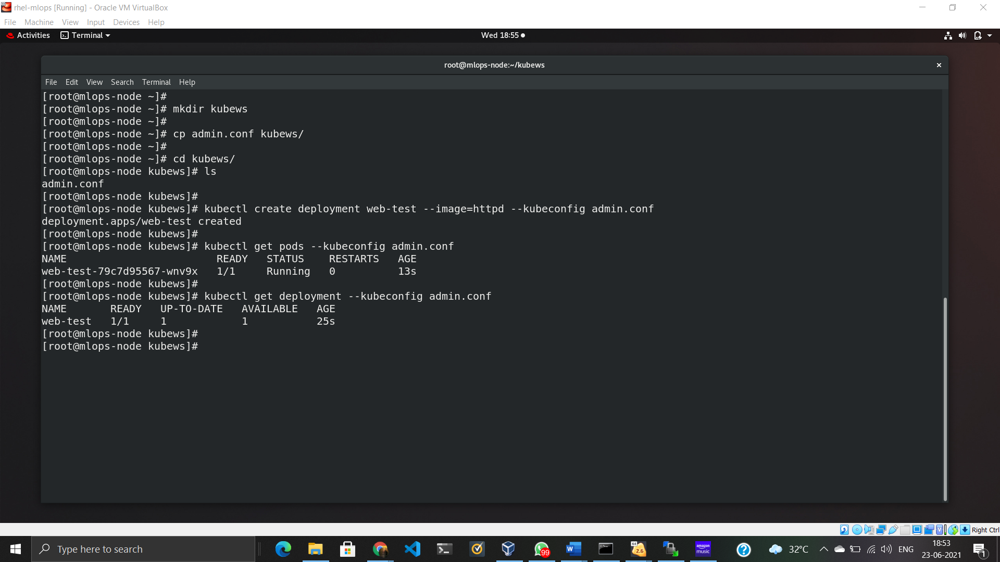 rhel-mlops [Running] - Oracle VM VirtualBox
File Machine View Input Devices Help
Activities Terminal Wed 18:55
root@mlops-node:~/kubews
File Edit View Search Terminal Help
[root@mlops-node ~]#
[root@mlops-node ~]# mkdir kubews
[root@mlops-node ~]#
[root@mlops-node ~]# cp admin.conf kubews/
[root@mlops-node ~]#
[root@mlops-node ~]# cd kubews/
[root@mlops-node kubews]# ls
admin.conf
[root@mlops-node kubews]#
[root@mlops-node kubews]# kubectl create deployment web-test --image=httpd --kubeconfig admin.conf
deployment.apps/web-test created
[root@mlops-node kubews]#
[root@mlops-node kubews]# kubectl get pods --kubeconfig admin.conf
NAME READY STATUS RESTARTS AGE
web-test-79c7d95567-wnv9x 1/1 Running 0 13s
[root@mlops-node kubews]#
[root@mlops-node kubews]# kubectl get deployment --kubeconfig admin.conf
NAME READY UP-TO-DATE AVAILABLE AGE
web-test 1/1 1 1 25s
[root@mlops-node kubews]#
[root@mlops-node kubews]#
Right Ctrl
Type here to search
99
W
64
2.6
amazon
music
32°C
ENG
18:53
23-06-2021
1